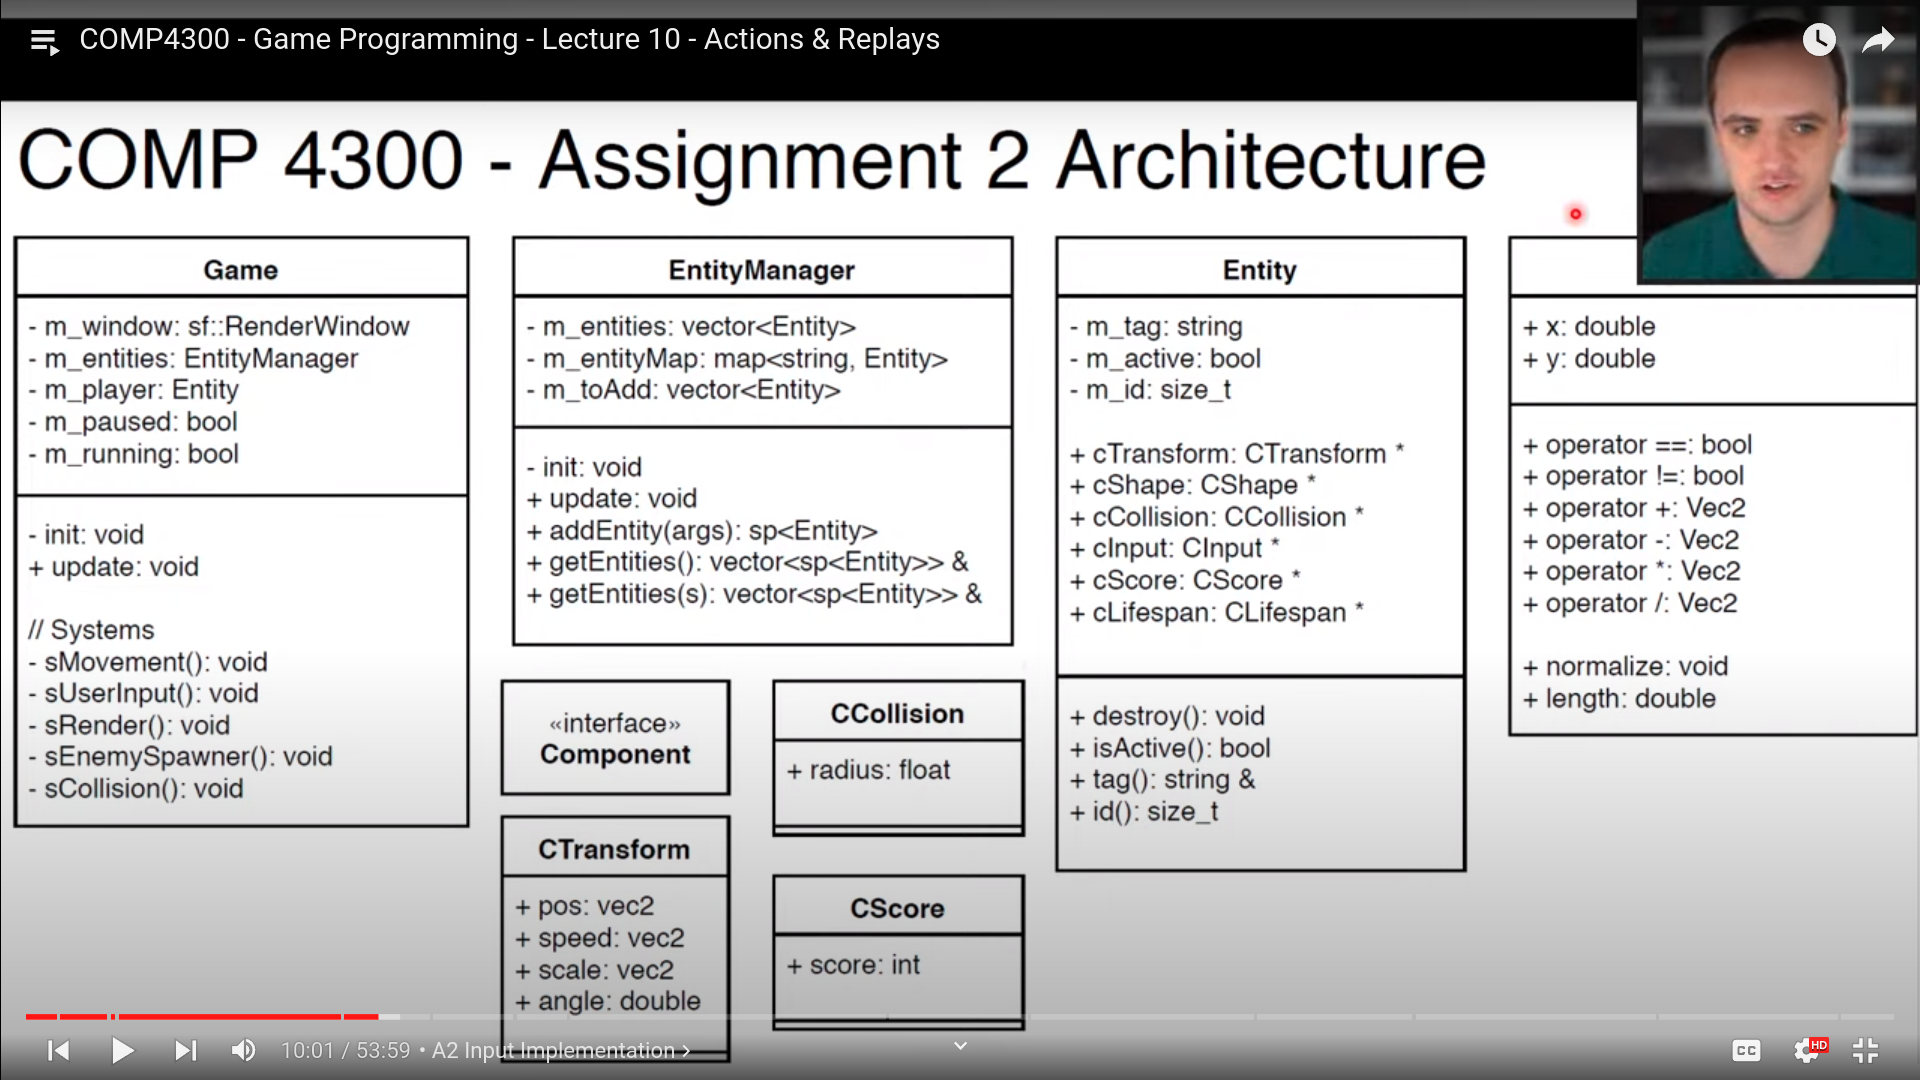 COMP4300 - Game Programming - Lecture 10 - Actions & Replays
COMP 4300 - Assignment 2 Architecture
Game
- m_window: sf::RenderWindow
- m_entities: EntityManager
- m_player: Entity
- m_paused: bool
- m_running: bool
- init: void
+ update: void
// Systems
- sMovement(): void
- sUserInput(): void
- sRender(): void
- sEnemySpawner(): void
- sCollision(): void
EntityManager
- m_entities: vector<Entity>
- m_entityMap: map<string, Entity>
- m_toAdd: vector<Entity>
- init: void
+ update: void
+ addEntity(args): sp<Entity>
+ getEntities(): vector<sp<Entity>> &
+ getEntities(s): vector<sp<Entity>> &
«interface»
Component
CTransform
+ pos: vec2
+ speed: vec2
+ scale: vec2
+ angle: double
CCollision
+ radius: float
CScore
+ score: int
Entity
- m_tag: string
- m_active: bool
- m_id: size_t
+ cTransform: CTransform *
+ cShape: CShape *
+ cCollision: CCollision *
+ cInput: CInput *
+ cScore: CScore *
+ cLifespan: CLifespan *
+ destroy(): void
+ isActive(): bool
+ tag(): string &
+ id(): size_t
+ x: double
+ y: double
+ operator ==: bool
+ operator !=: bool
+ operator +: Vec2
+ operator -: Vec2
+ operator *: Vec2
+ operator /: Vec2
+ normalize: void
+ length: double
10:01 / 53:59 • A2 Input Implementation >
CC
HD